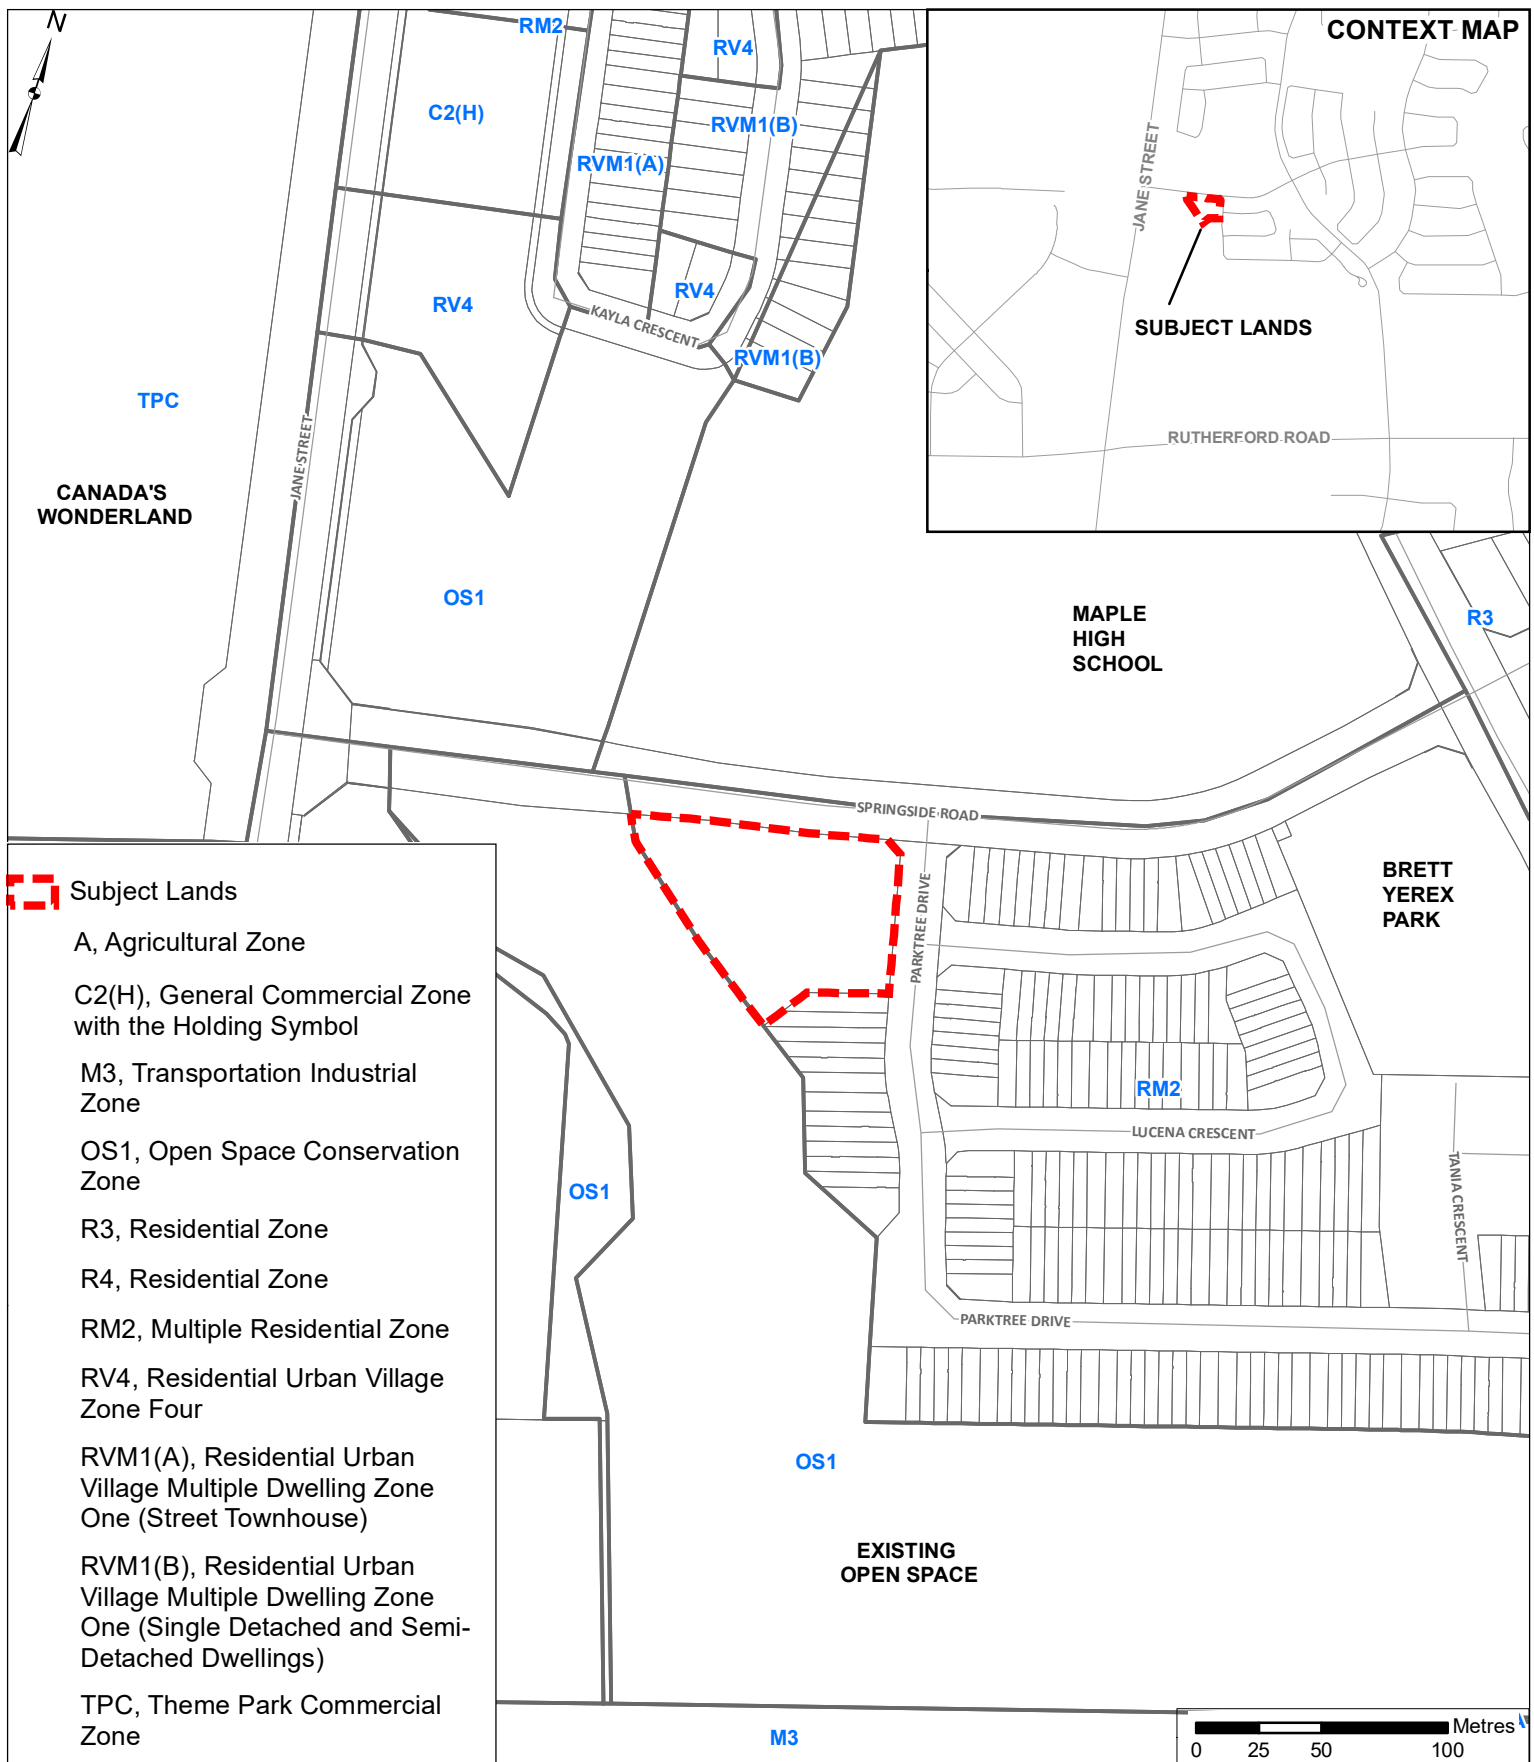 N
RM2
RV4
C2(H)
RVM1(B)
RVM1(A)
RV4
RV4
KAYLA CRESCENT
RVM1(B)
TPC
JANE STREET
CANADA'S
WONDERLAND
OS1
CONTEXT MAP
JANE STREET
SUBJECT LANDS
RUTHERFORD ROAD
MAPLE
HIGH
SCHOOL
R3
SPRINGSIDE ROAD
PARKTREE DRIVE
BRETT
YEREX
PARK
RM2
LUCENA CRESCENT
TANIA CRESCENT
OS1
PARKTREE DRIVE
OS1
EXISTING
OPEN SPACE
M3
Subject Lands
A, Agricultural Zone
C2(H), General Commercial Zone
with the Holding Symbol
M3, Transportation Industrial
Zone
OS1, Open Space Conservation
Zone
R3, Residential Zone
R4, Residential Zone
RM2, Multiple Residential Zone
RV4, Residential Urban Village
Zone Four
RVM1(A), Residential Urban
Village Multiple Dwelling Zone
One (Street Townhouse)
RVM1(B), Residential Urban
Village Multiple Dwelling Zone
One (Single Detached and Semi-
Detached Dwellings)
TPC, Theme Park Commercial
Zone
Metres
0 25 50 100